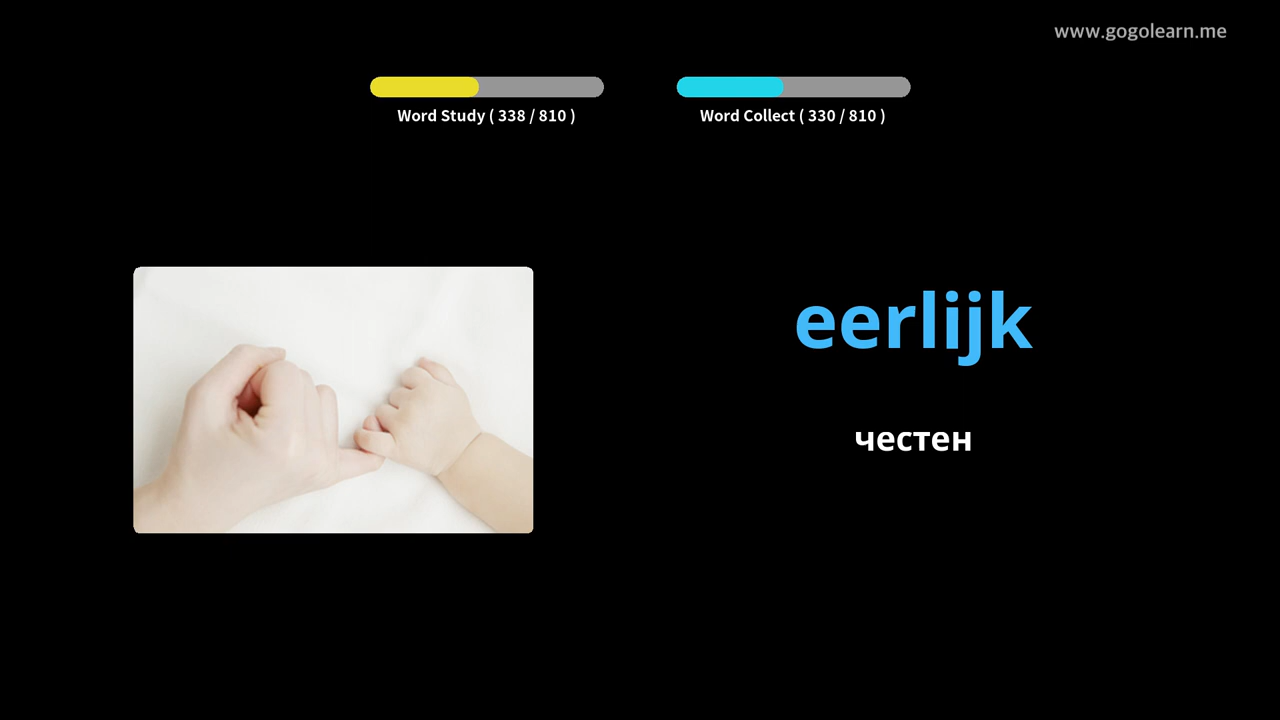 www.gogolearn.me
Word Study ( 338 / 810 )
Word Collect ( 330 / 810 )
eerlijk
честен